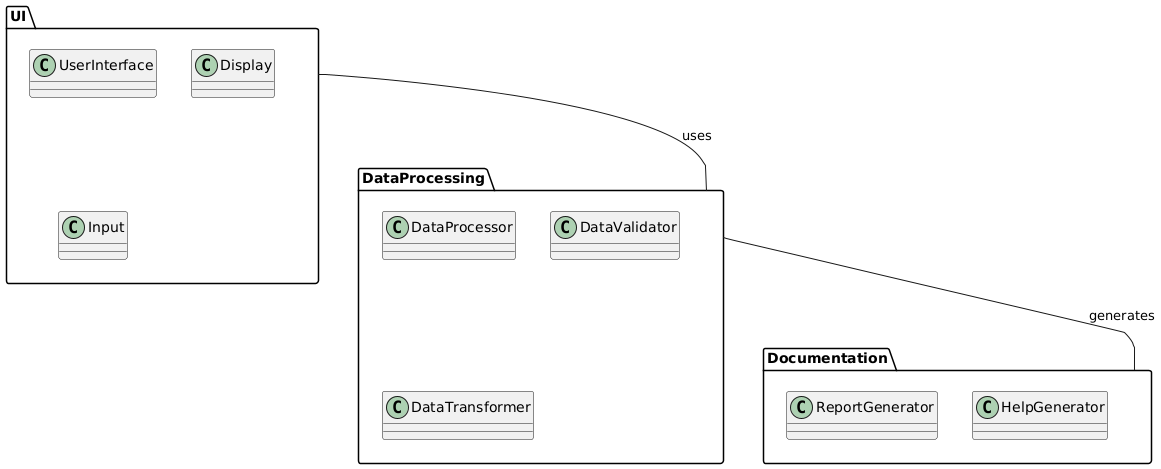 UI
C UserInterface
C Display
C Input
uses
DataProcessing
C DataProcessor
C DataValidator
C DataTransformer
generates
Documentation
C ReportGenerator
C HelpGenerator